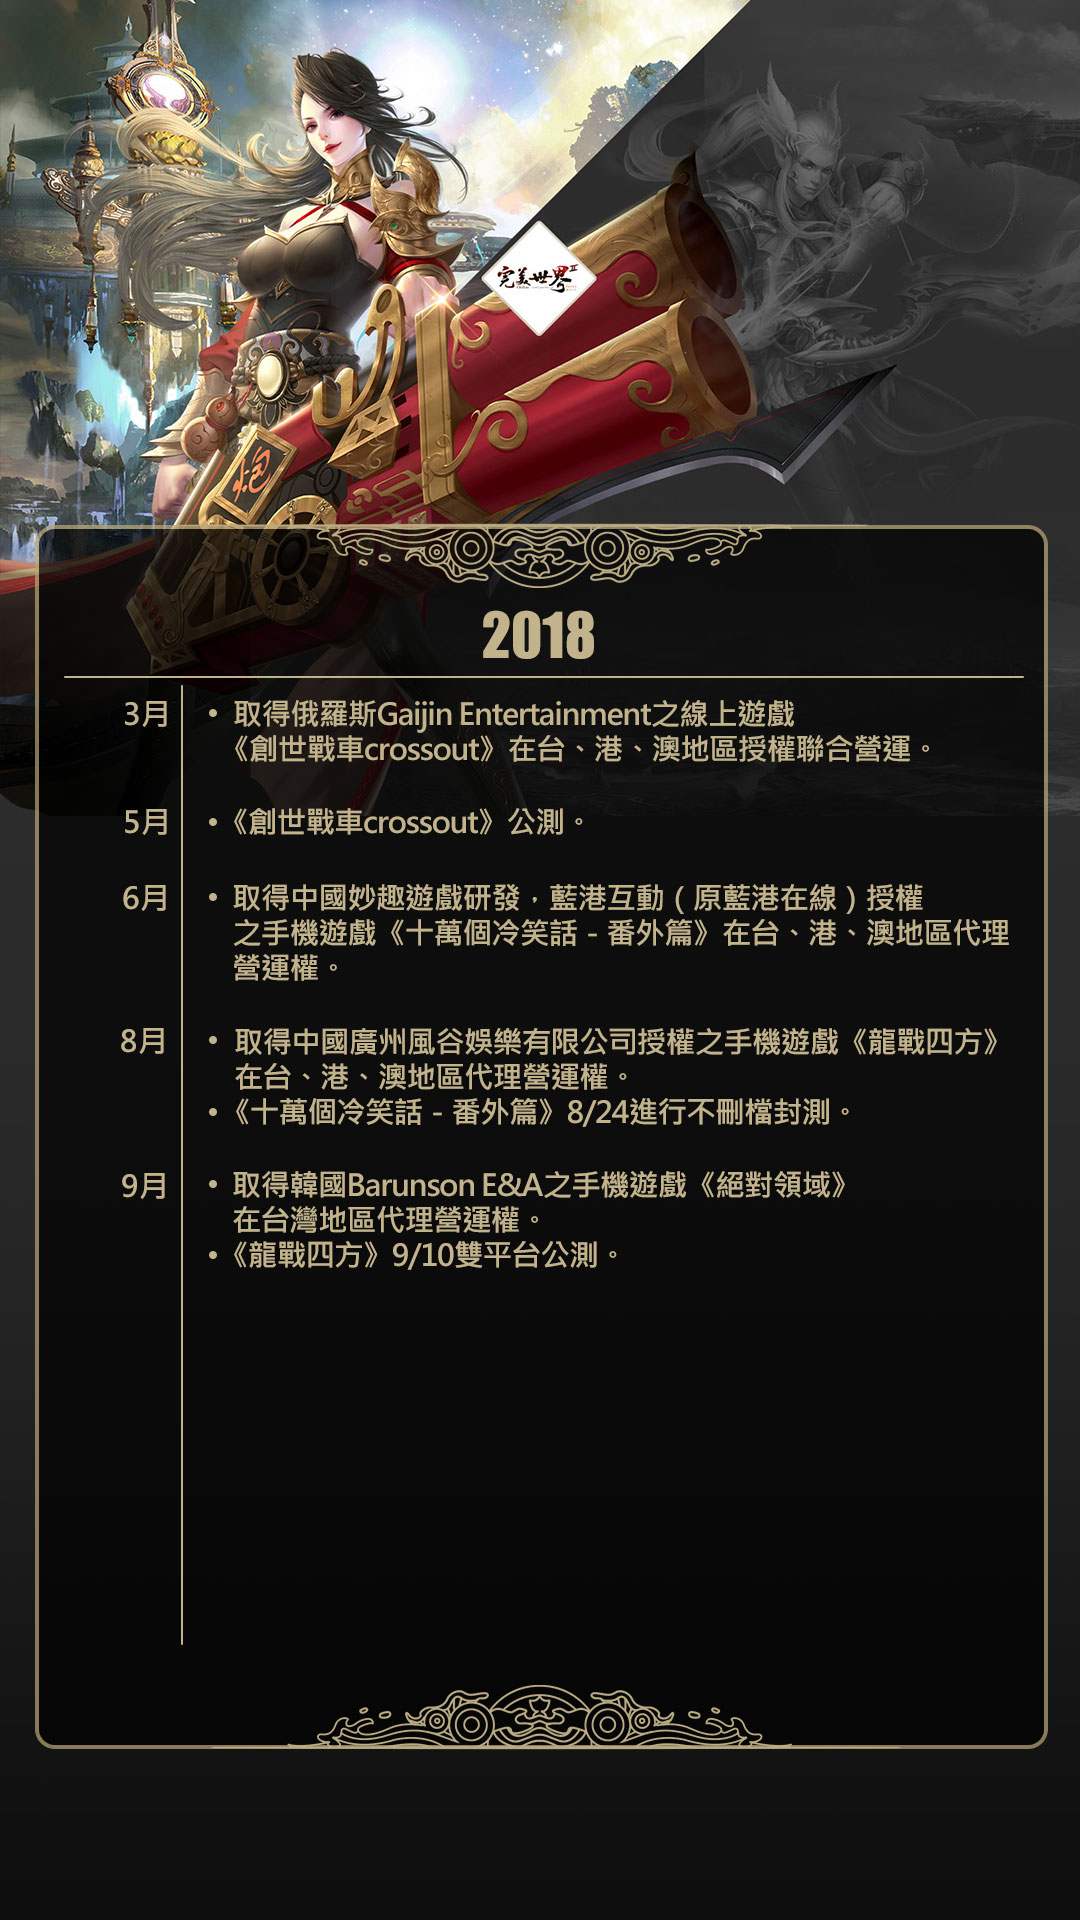 炮
完美世界II
2018
3月
• 取得俄羅斯Gaijin Entertainment之線上遊戲
《創世戰車crossout》在台、港、澳地區授權聯合營運。
5月
•《創世戰車crossout》公測。
6月
• 取得中國妙趣遊戲研發，藍港互動（原藍港在線）授權
之手機遊戲《十萬個冷笑話－番外篇》在台、港、澳地區代理
營運權。
8月
• 取得中國廣州風谷娛樂有限公司授權之手機遊戲《龍戰四方》
在台、港、澳地區代理營運權。
•《十萬個冷笑話－番外篇》8/24進行不刪檔封測。
9月
• 取得韓國Barunson E&A之手機遊戲《絕對領域》
在台灣地區代理營運權。
•《龍戰四方》9/10雙平台公測。